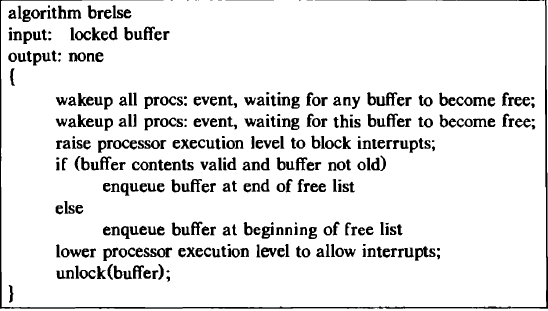 algorithm brelse
input: locked buffer
output: none
{
wakeup all procs: event, waiting for any buffer to become free;
wakeup all procs: event, waiting for this buffer to become free;
raise processor execution level to block interrupts;
if (buffer contents valid and buffer not old)
enqueue buffer at end of free list
else
enqueue buffer at beginning of free list
lower processor execution level to allow interrupts;
unlock(buffer);
}